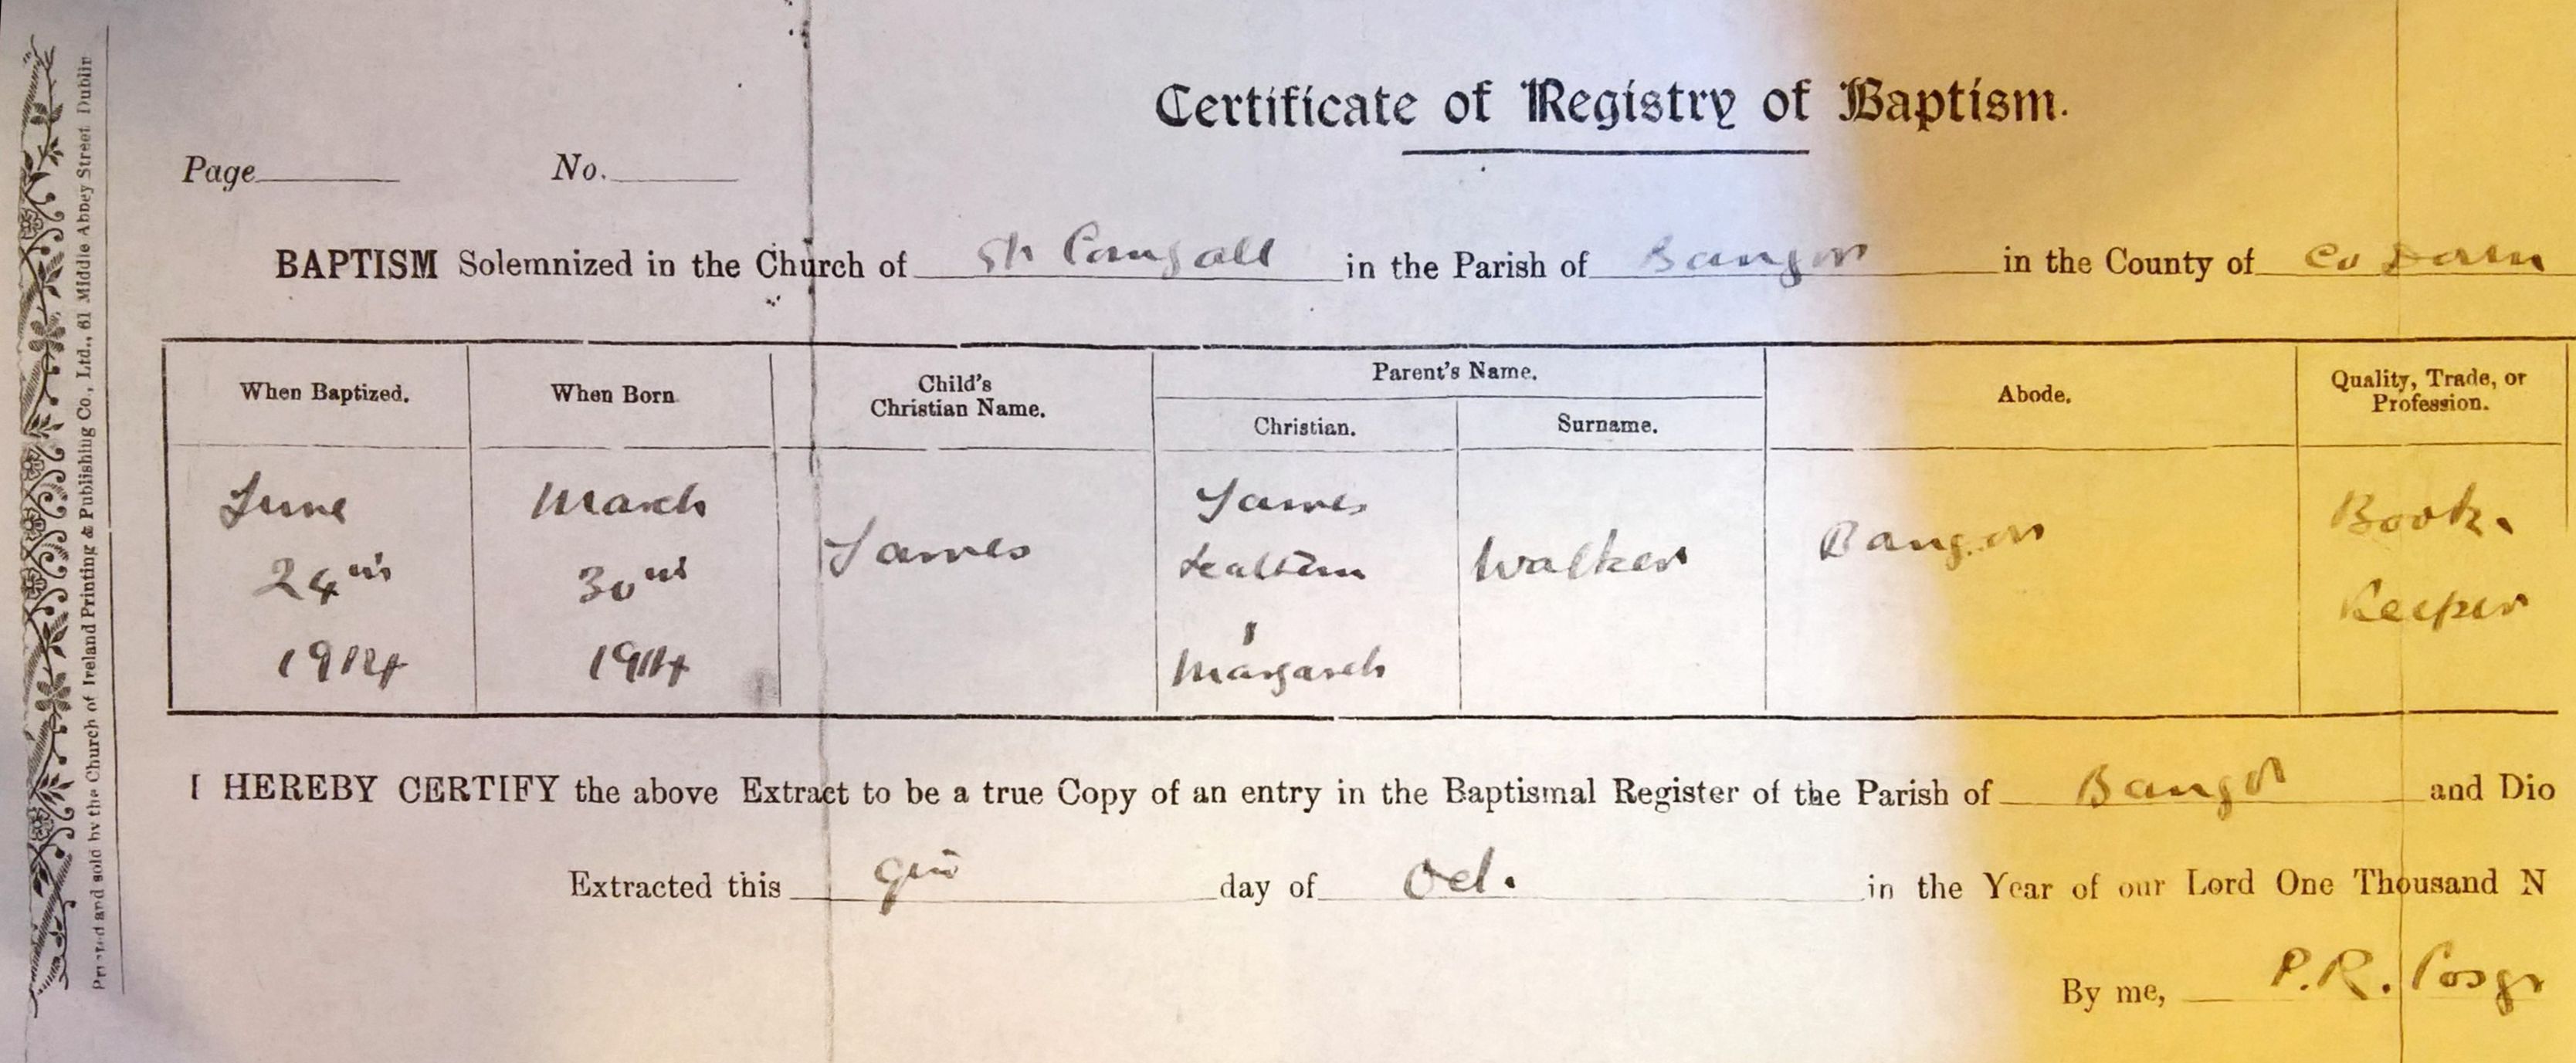 Certificate of Registry of Baptism.
Page No.
BAPTISM Solemnized in the Church of St Comgall in the Parish of Bangor in the County of Co Down
When Baptized. When Born Child's Christian Name. Parent's Name. Abode. Quality, Trade, or Profession.
Christian. Surname.
June March James Book.
24th 30th James Walker Bangor Keeper
1914 1914 & Margaret
I HEREBY CERTIFY the above Extract to be a true Copy of an entry in the Baptismal Register of the Parish of Bangor and Dio
Extracted this 9th day of Oct. in the Year of our Lord One Thousand N
By me, P.R. Cosgr
Printed and sold by the Church of Ireland Printing & Publishing Co., Ltd., 61 Middle Abbey Street Dublin